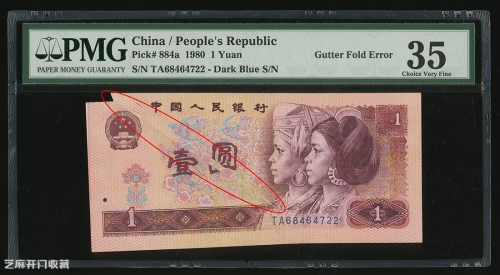 PMG
PAPER MONEY GUARANTY
China / People's Republic
Pick# 884a 1980 1 Yuan
S/N TA68464722 - Dark Blue S/N
Gutter Fold Error
35
Choice Very Fine
中国人民银行
1
壹圆
TA68464722
1
1
芝麻开门收藏